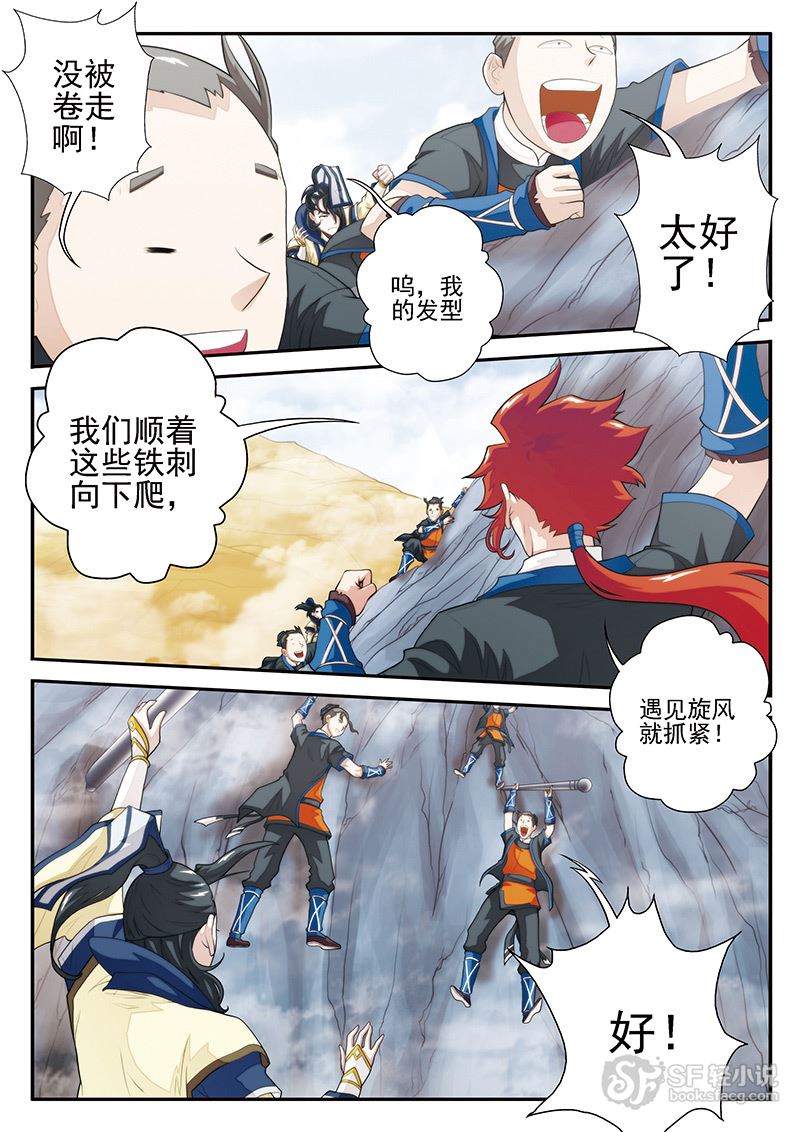 没被
卷走
啊！
太好
了！
呜，我
的发型
我们顺着
这些铁刺
向下爬，
遇见旋风
就抓紧！
好！
SF轻小说
book.sfacg.com